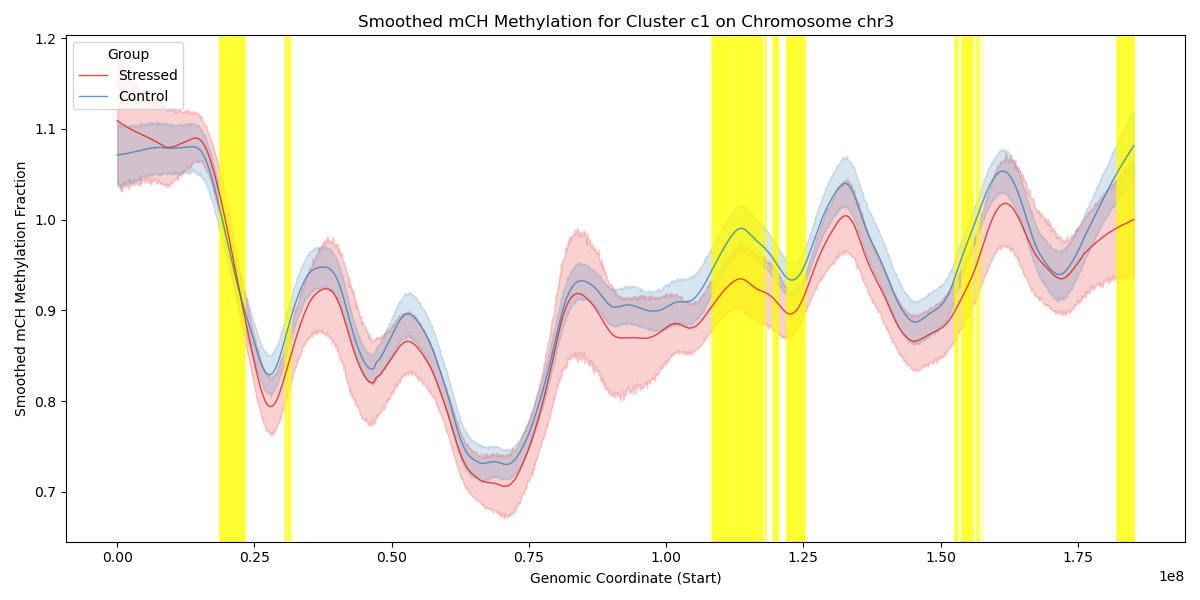 Smoothed mCH Methylation for Cluster c1 on Chromosome chr3
Group
Stressed
Control
Smoothed mCH Methylation Fraction
1.2
1.1
1.0
0.9
0.8
0.7
0.00 0.25 0.50 0.75 1.00 1.25 1.50 1.75
1e8
Genomic Coordinate (Start)